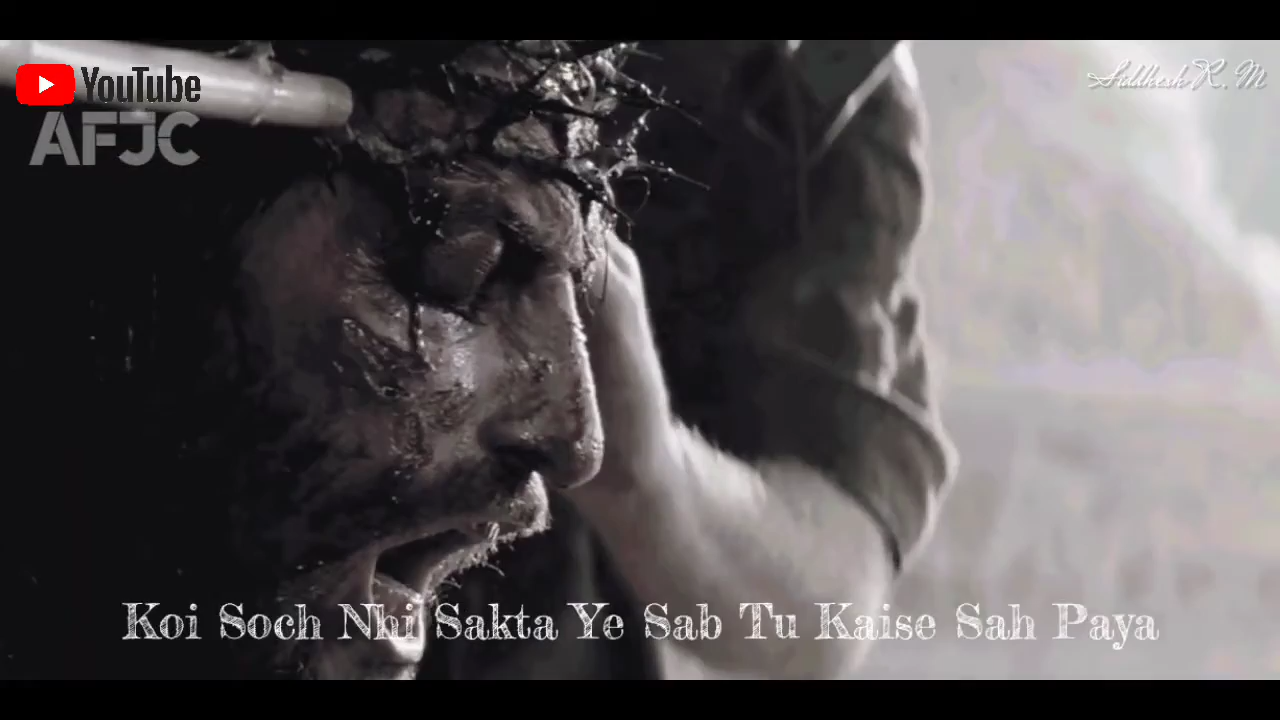 YouTube
AFJC
Siddhesh R. M
Koi Soch Nhi Sakta Ye Sab Tu Kaise Sah Paya